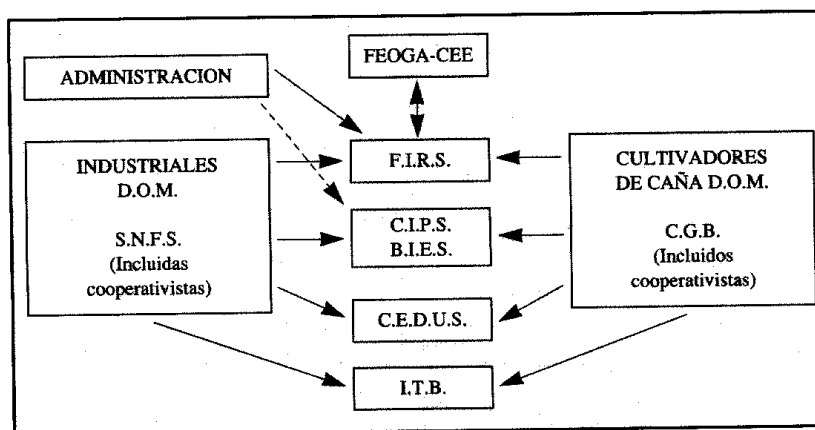 FEOGA-CEE
ADMINISTRACION
F.I.R.S.
INDUSTRIALES
D.O.M.
S.N.F.S.
(Incluidas
cooperativistas)
C.I.P.S.
B.I.E.S.
CULTIVADORES
DE CAÑA D.O.M.
C.G.B.
(Incluidos
cooperativistas)
C.E.D.U.S.
I.T.B.